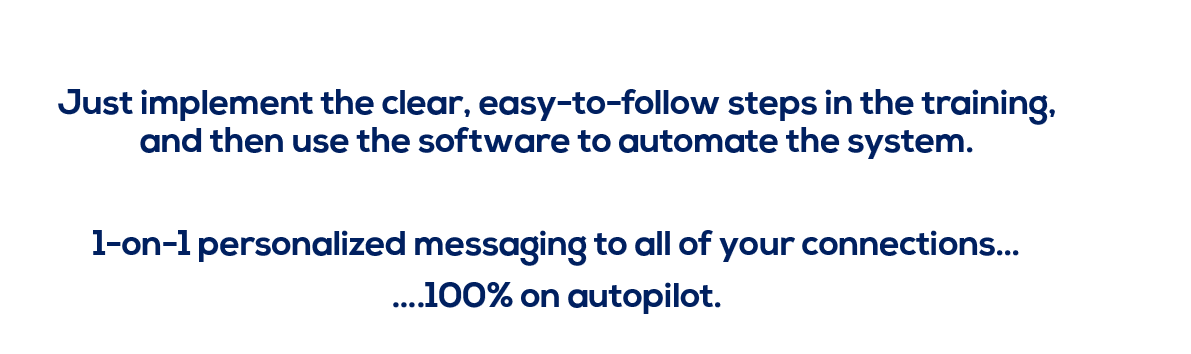 Just implement the clear, easy-to-follow steps in the training,
and then use the software to automate the system.
1-on-1 personalized messaging to all of your connections...
....100% on autopilot.